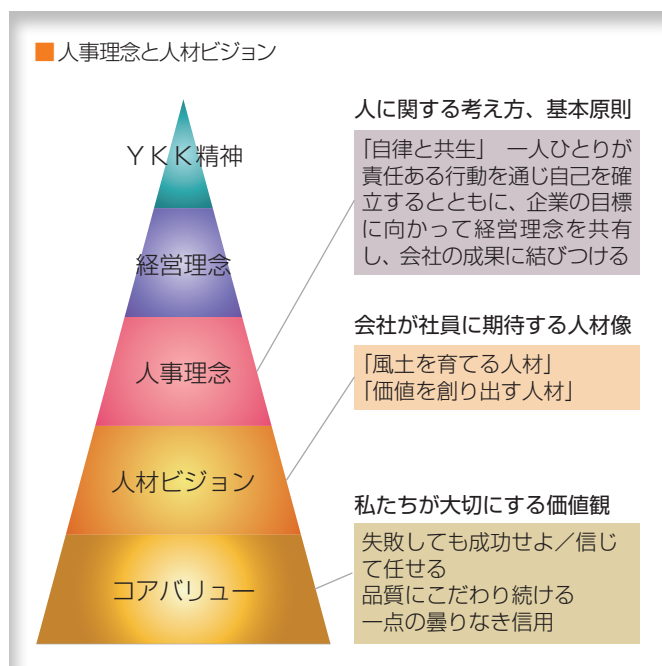 ■人事理念と人材ビジョン
YKK精神
経営理念
人事理念
人材ビジョン
コアバリュー
人に関する考え方、基本原則
「自律と共生」　一人ひとりが
責任ある行動を通じ自己を確
立するとともに、企業の目標
に向かって経営理念を共有
し、会社の成果に結びつける
会社が社員に期待する人材像
「風土を育てる人材」
「価値を創り出す人材」
私たちが大切にする価値観
失敗しても成功せよ／信じ
て任せる
品質にこだわり続ける
一点の曇りなき信用